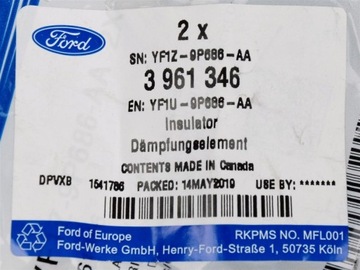 Ford
2 x
SN: YF1Z-9P686-AA
3 961 346
EN: YF1U-9P686-AA
Insulator
Dämpfungselement
CONTENTS MADE IN Canada
DPVXB 1541786 PACKED: 14MAY2019 USE BY: *******
Ford of Europe RKPMS NO. MFL001
Ford-Werke GmbH, Henry-Ford-Straße 1, 50735 Köln